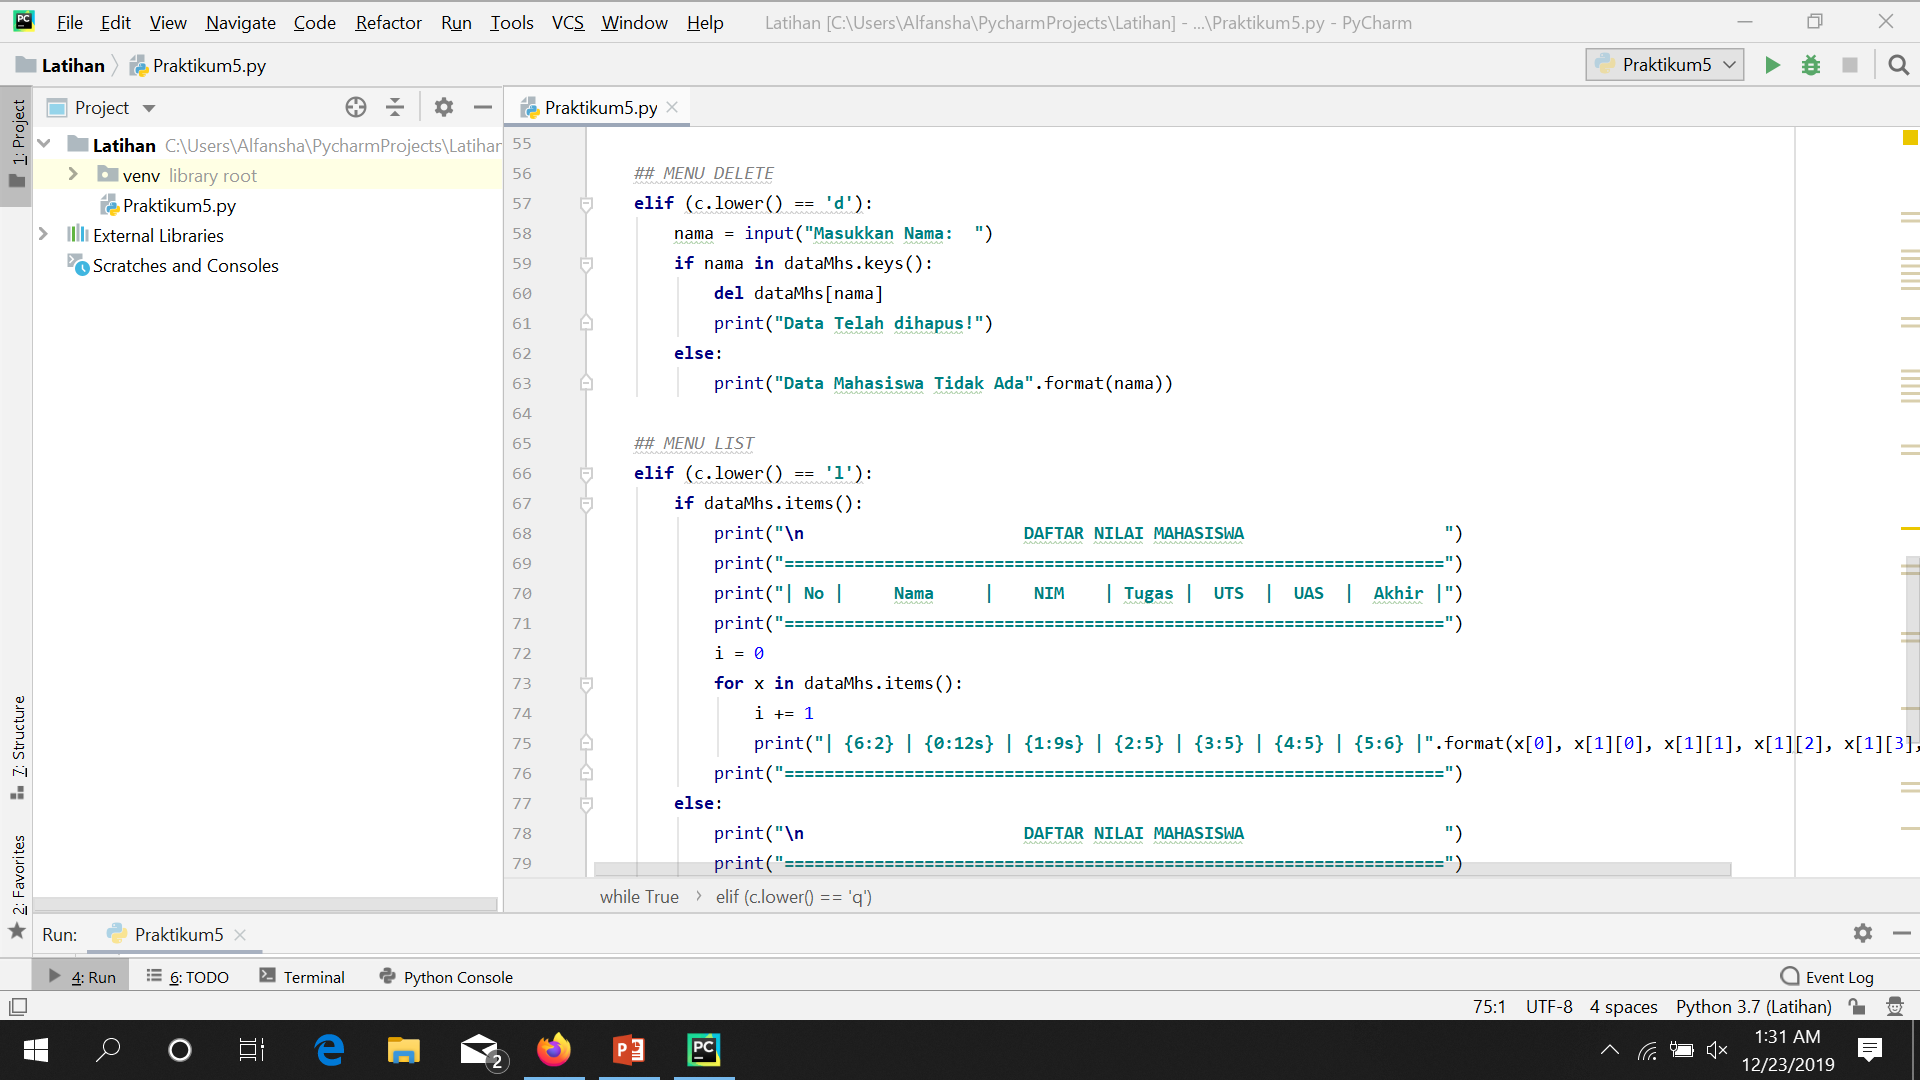 File Edit View Navigate Code Refactor Run Tools VCS Window Help Latihan [C:\Users\Alfansha\PycharmProjects\Latihan] - ...\Praktikum5.py - PyCharm
Latihan Praktikum5.py Praktikum5
1: Project
Project
Latihan C:\Users\Alfansha\PycharmProjects\Latihan
venv library root
Praktikum5.py
External Libraries
Scratches and Consoles
7: Structure
2: Favorites
Praktikum5.py
55
56 ## MENU DELETE
57 elif (c.lower() == 'd'):
58 nama = input("Masukkan Nama:  ")
59 if nama in dataMhs.keys():
60 del dataMhs[nama]
61 print("Data Telah dihapus!")
62 else:
63 print("Data Mahasiswa Tidak Ada".format(nama))
64
65 ## MENU LIST
66 elif (c.lower() == 'l'):
67 if dataMhs.items():
68 print("\n                      DAFTAR NILAI MAHASISWA                    ")
69 print("==================================================================")
70 print("| No |     Nama     |    NIM    | Tugas |  UTS  |  UAS  |  Akhir |")
71 print("==================================================================")
72 i = 0
73 for x in dataMhs.items():
74 i += 1
75 print("| {6:2} | {0:12s} | {1:9s} | {2:5} | {3:5} | {4:5} | {5:6} |".format(x[0], x[1][0], x[1][1], x[1][2], x[1][3],
76 print("==================================================================")
77 else:
78 print("\n                      DAFTAR NILAI MAHASISWA                    ")
79 print("==================================================================")
while True elif (c.lower() == 'q')
Run: Praktikum5
4: Run 6: TODO Terminal Python Console Event Log
75:1 UTF-8 4 spaces Python 3.7 (Latihan)
2
1:31 AM
12/23/2019